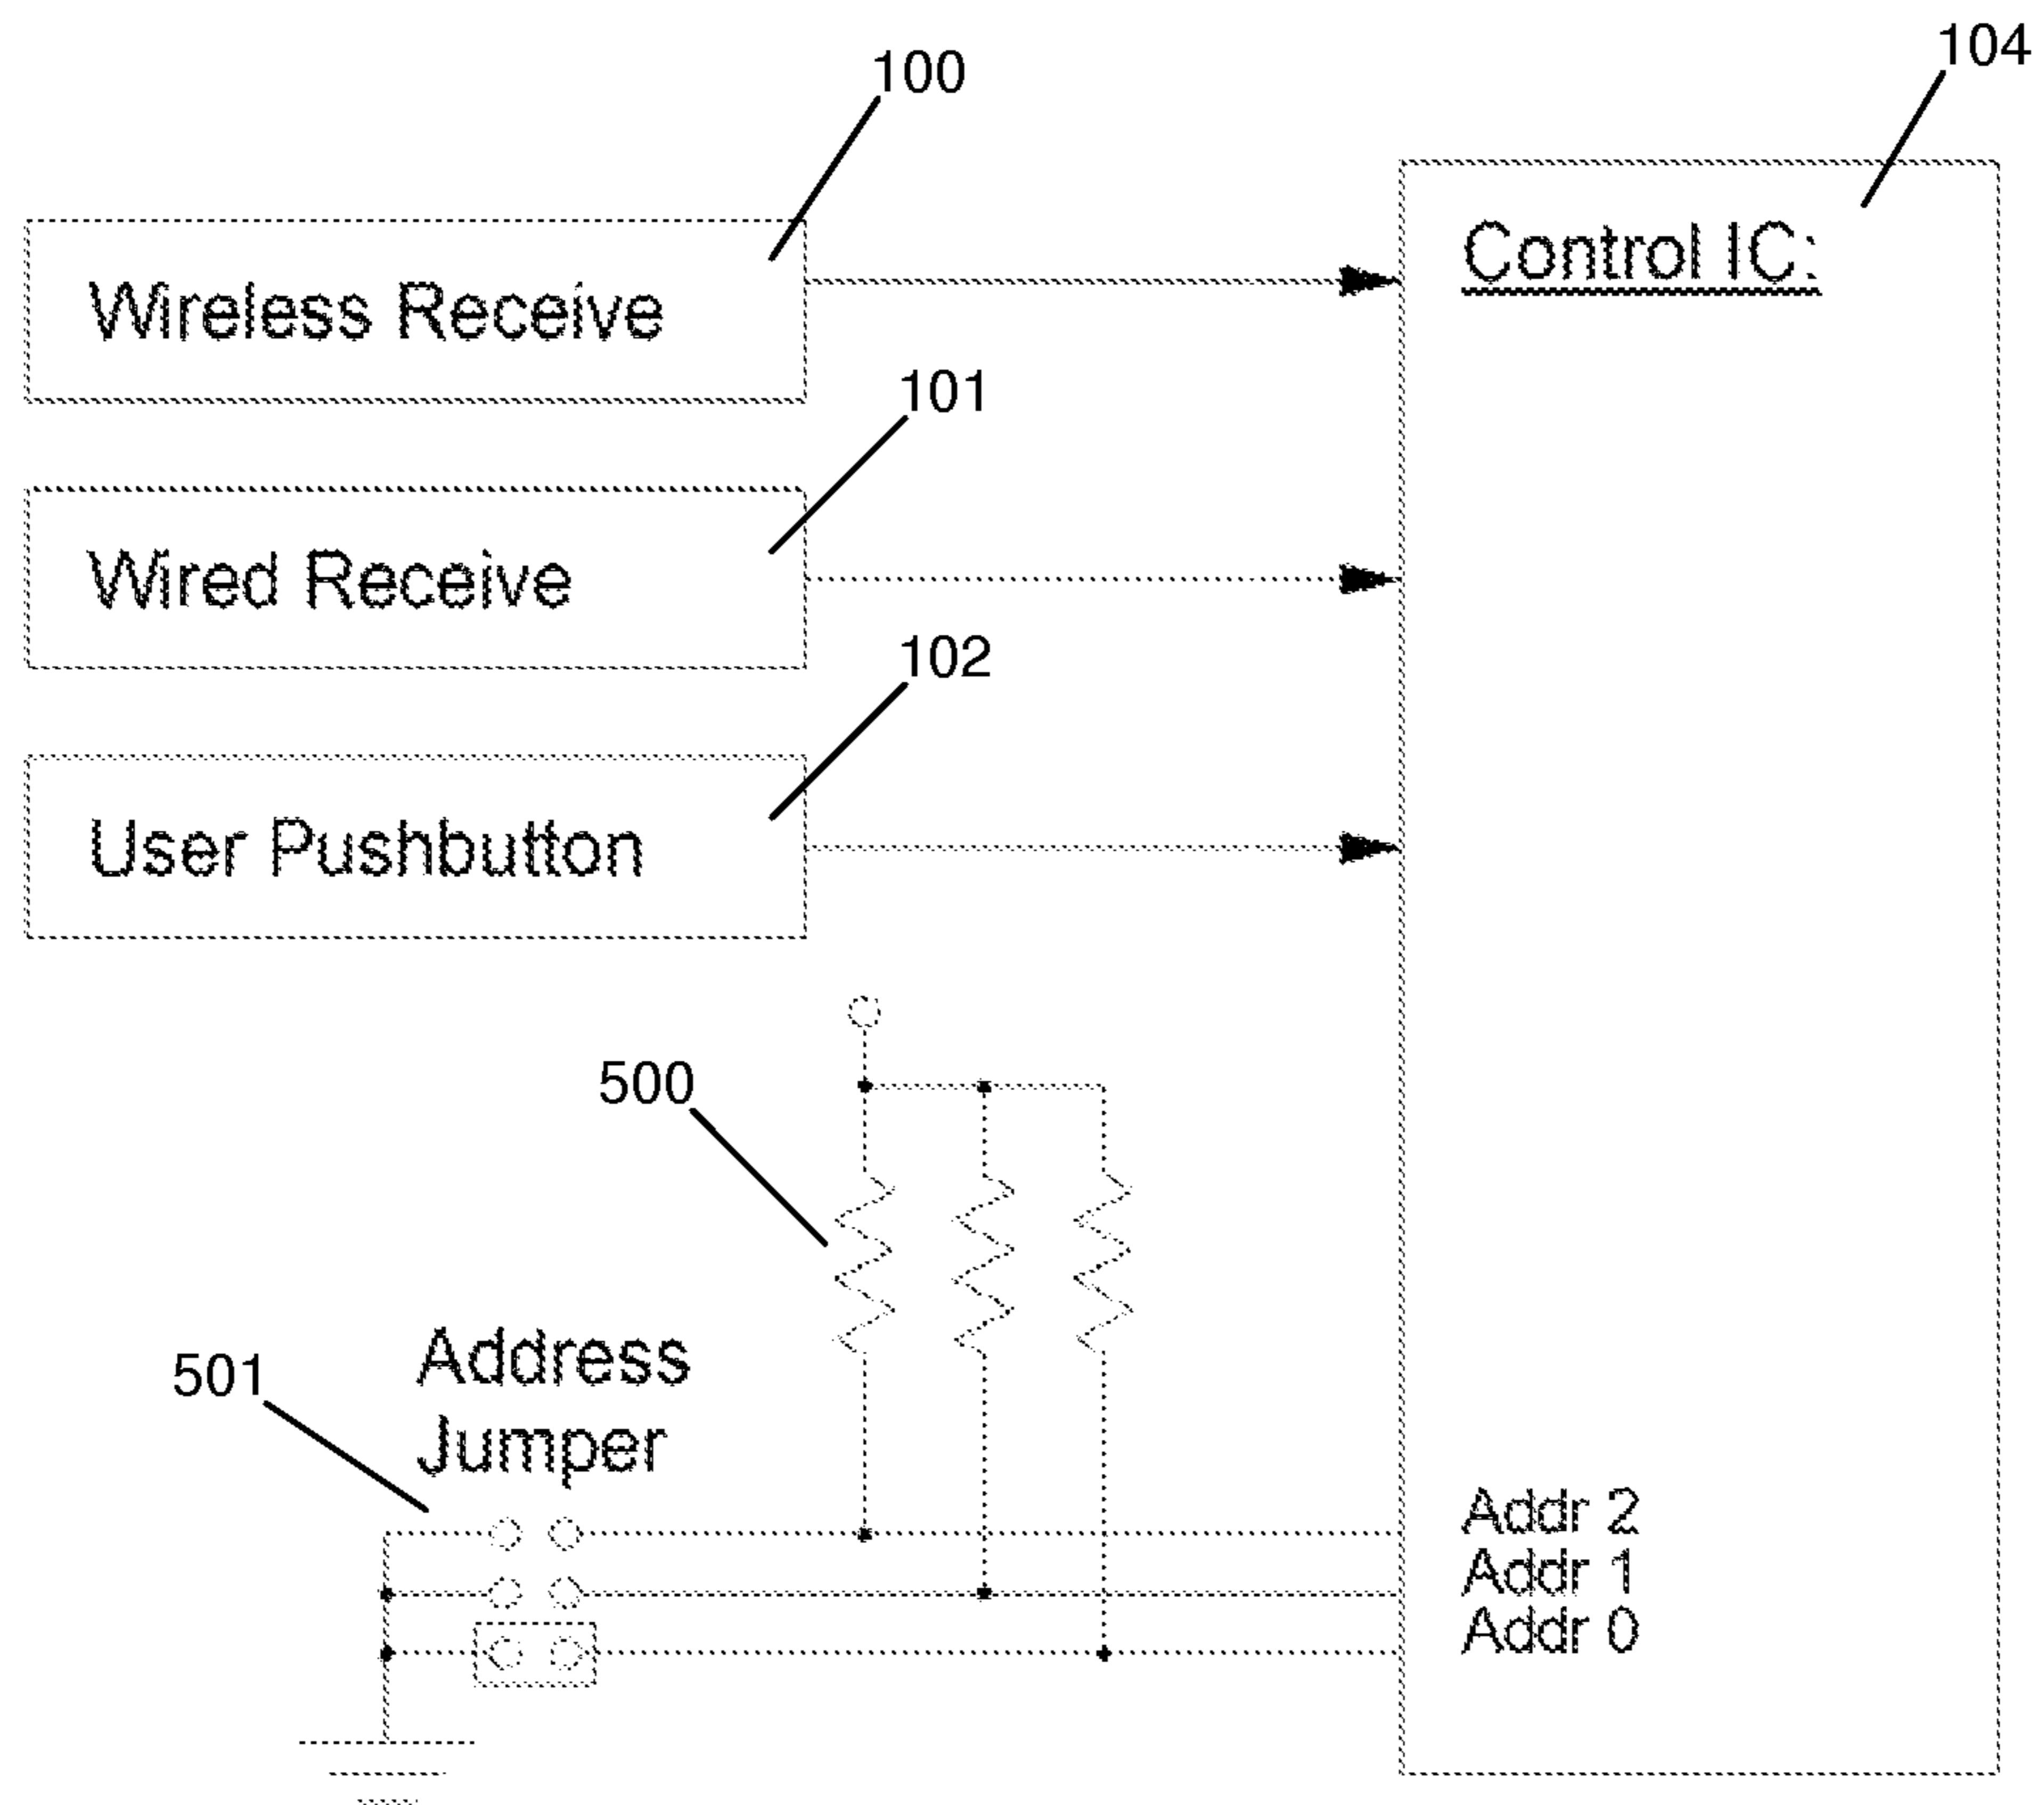 104
100
Control IC:
Wireless Receive
101
Wired Receive
102
User Pushbutton
500
Address
Jumper
501
Addr 2
Addr 1
Addr 0